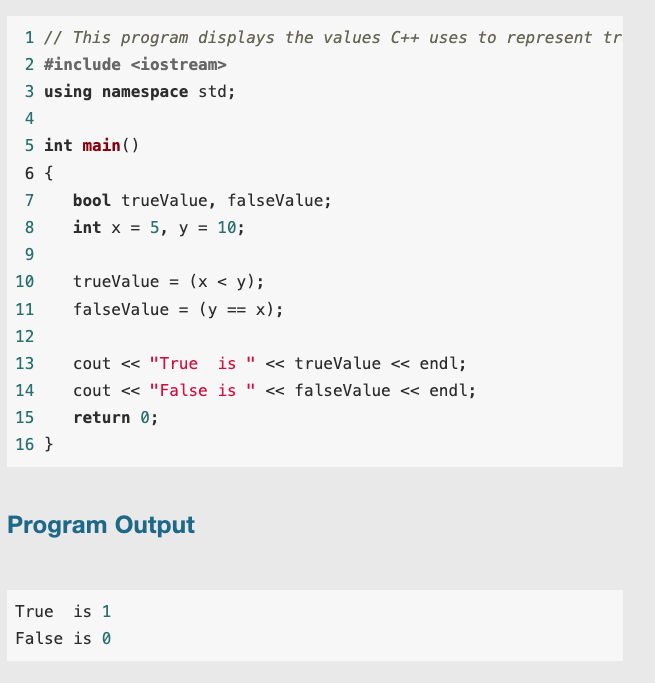 1 // This program displays the values C++ uses to represent tr
2 #include <iostream>
3 using namespace std;
4
5 int main()
6 {
7    bool trueValue, falseValue;
8    int x = 5, y = 10;
9
10    trueValue = (x < y);
11    falseValue = (y == x);
12
13    cout << "True  is " << trueValue << endl;
14    cout << "False is " << falseValue << endl;
15    return 0;
16 }
Program Output
True  is 1
False is 0